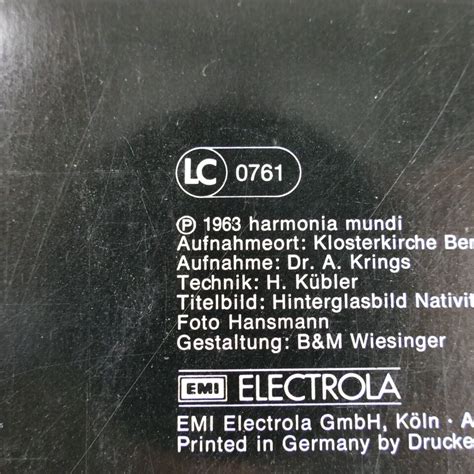 LC 0761
℗ 1963 harmonia mundi
Aufnahmeort: Klosterkirche Ber
Aufnahme: Dr. A. Krings
Technik: H. Kübler
Titelbild: Hinterglasbild Nativit
Foto Hansmann
Gestaltung: B&M Wiesinger
EMI ELECTROLA
EMI Electrola GmbH, Köln · A
Printed in Germany by Drucke